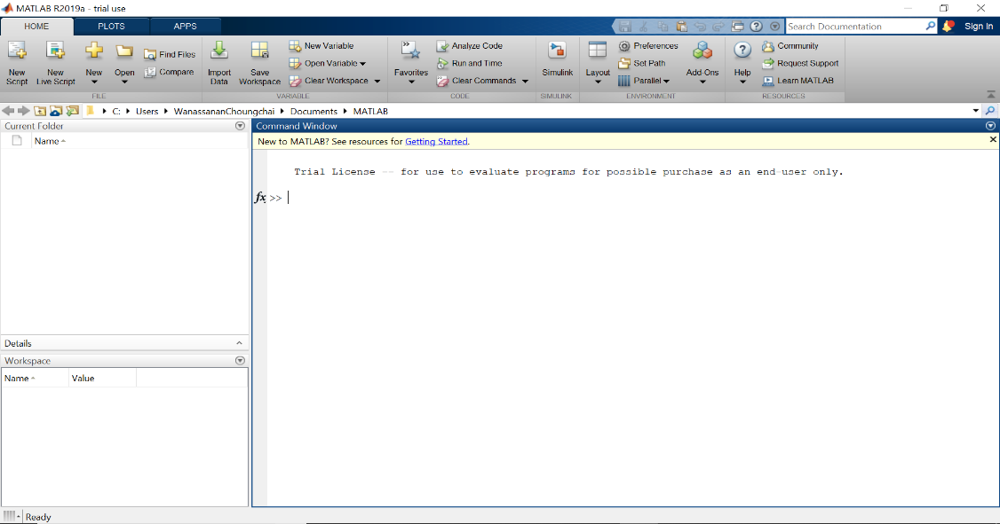 MATLAB R2019a - trial use
HOME PLOTS APPS
Search Documentation
Sign In
New Script
New Live Script
New
Open
Find Files
Compare
FILE
Import Data
Save Workspace
New Variable
Open Variable
Clear Workspace
VARIABLE
Favorites
Analyze Code
Run and Time
Clear Commands
CODE
Simulink
SIMULINK
Layout
Preferences
Set Path
Parallel
Add-Ons
ENVIRONMENT
Help
Community
Request Support
Learn MATLAB
RESOURCES
C: Users WanassananChoungchai Documents MATLAB
Current Folder
Name
Details
Workspace
Name Value
Command Window
New to MATLAB? See resources for Getting Started.
Trial License -- for use to evaluate programs for possible purchase as an end-user only.
fx >>
Ready